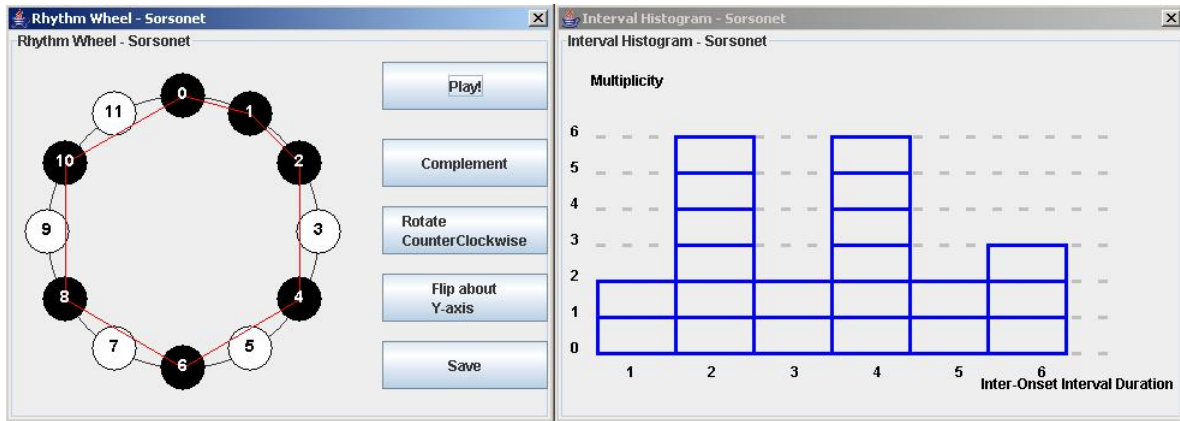 Rhythm Wheel - Sorsonet
Rhythm Wheel - Sorsonet
0
1
2
3
4
5
6
7
8
9
10
11
Play!
Complement
Rotate
CounterClockwise
Flip about
Y-axis
Save
Interval Histogram - Sorsonet
Interval Histogram - Sorsonet
Multiplicity
6
5
4
3
2
1
0
1 2 3 4 5 6
Inter-Onset Interval Duration